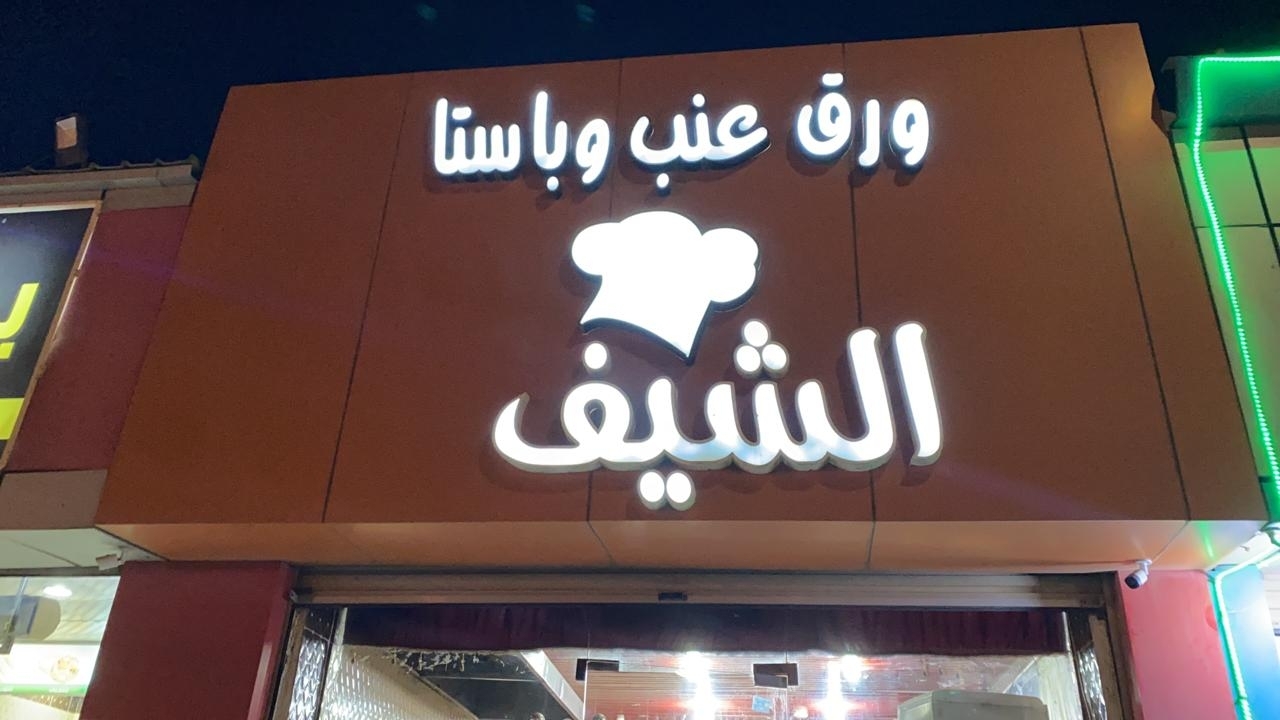 ورق عنب وباستا
الشيف